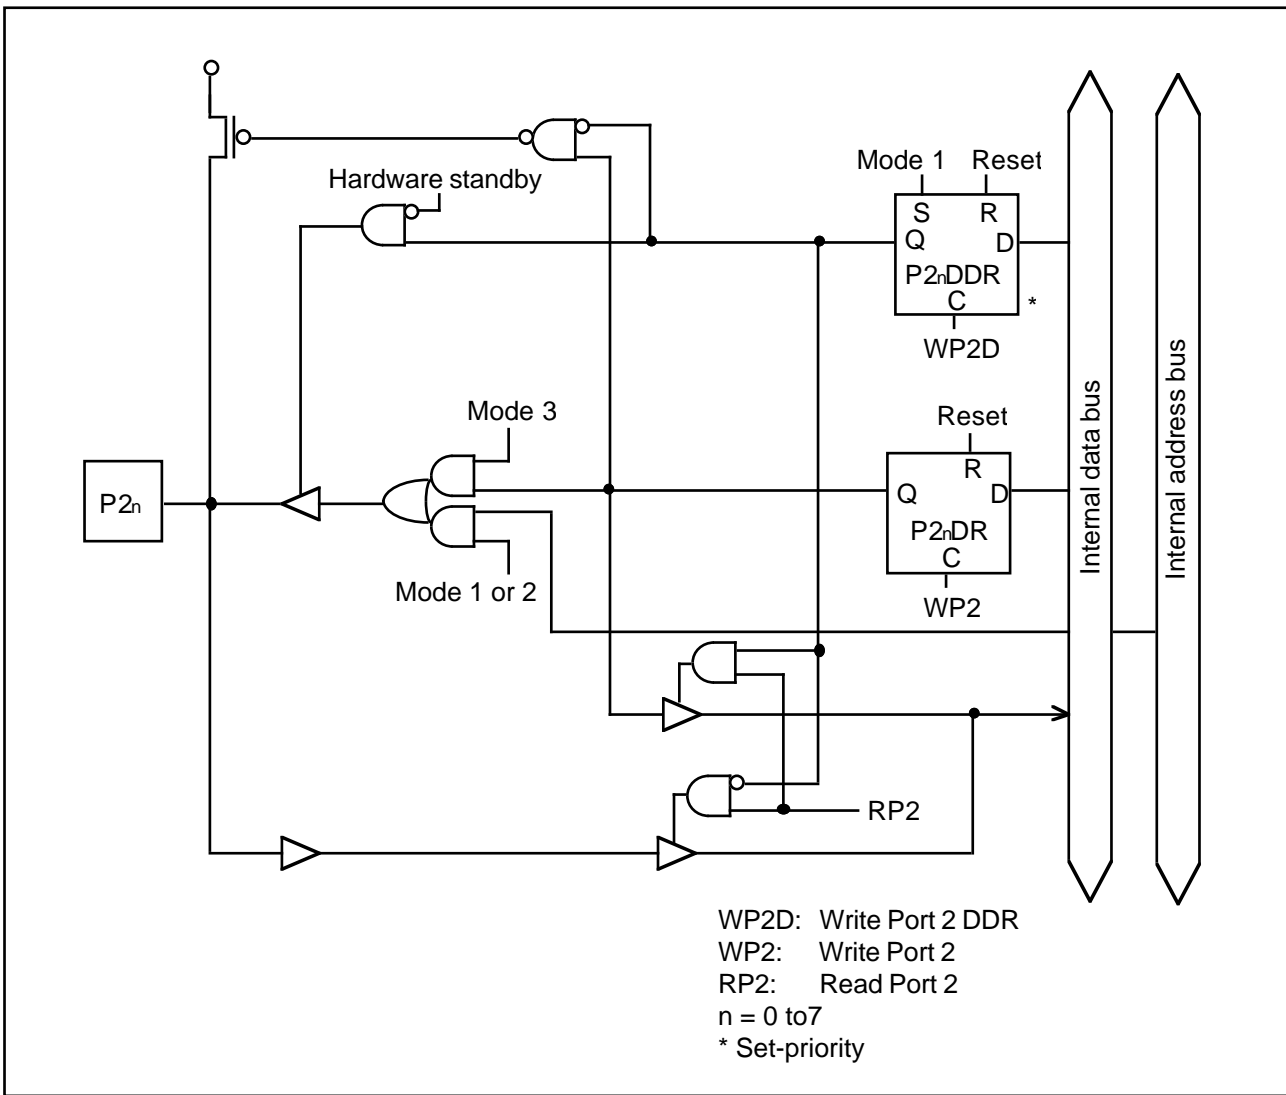 Mode 1 Reset
Hardware standby
S R
Q D
P2nDDR
C *
WP2D
Mode 3
Reset
R
P2n
Q D
P2nDR
C
Mode 1 or 2
WP2
Internal data bus
Internal address bus
RP2
WP2D: Write Port 2 DDR
WP2: Write Port 2
RP2: Read Port 2
n = 0 to7
* Set-priority